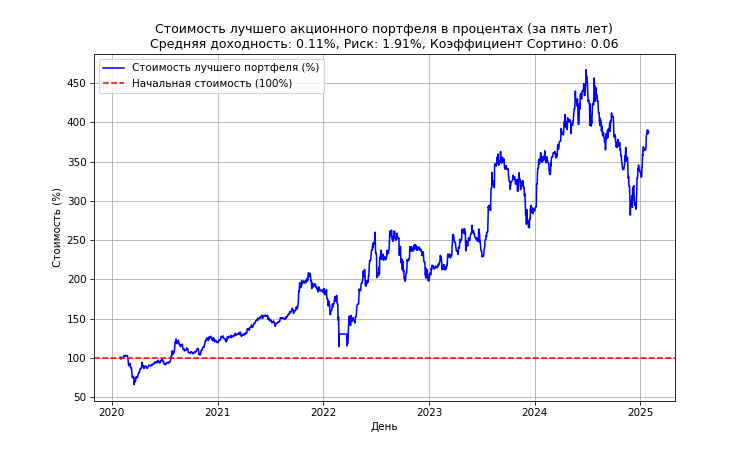 Стоимость лучшего акционного портфеля в процентах (за пять лет)
Средняя доходность: 0.11%, Риск: 1.91%, Коэффициент Сортино: 0.06
Стоимость лучшего портфеля (%)
Начальная стоимость (100%)
Стоимость (%)
450
400
350
300
250
200
150
100
50
2020 2021 2022 2023 2024 2025
День